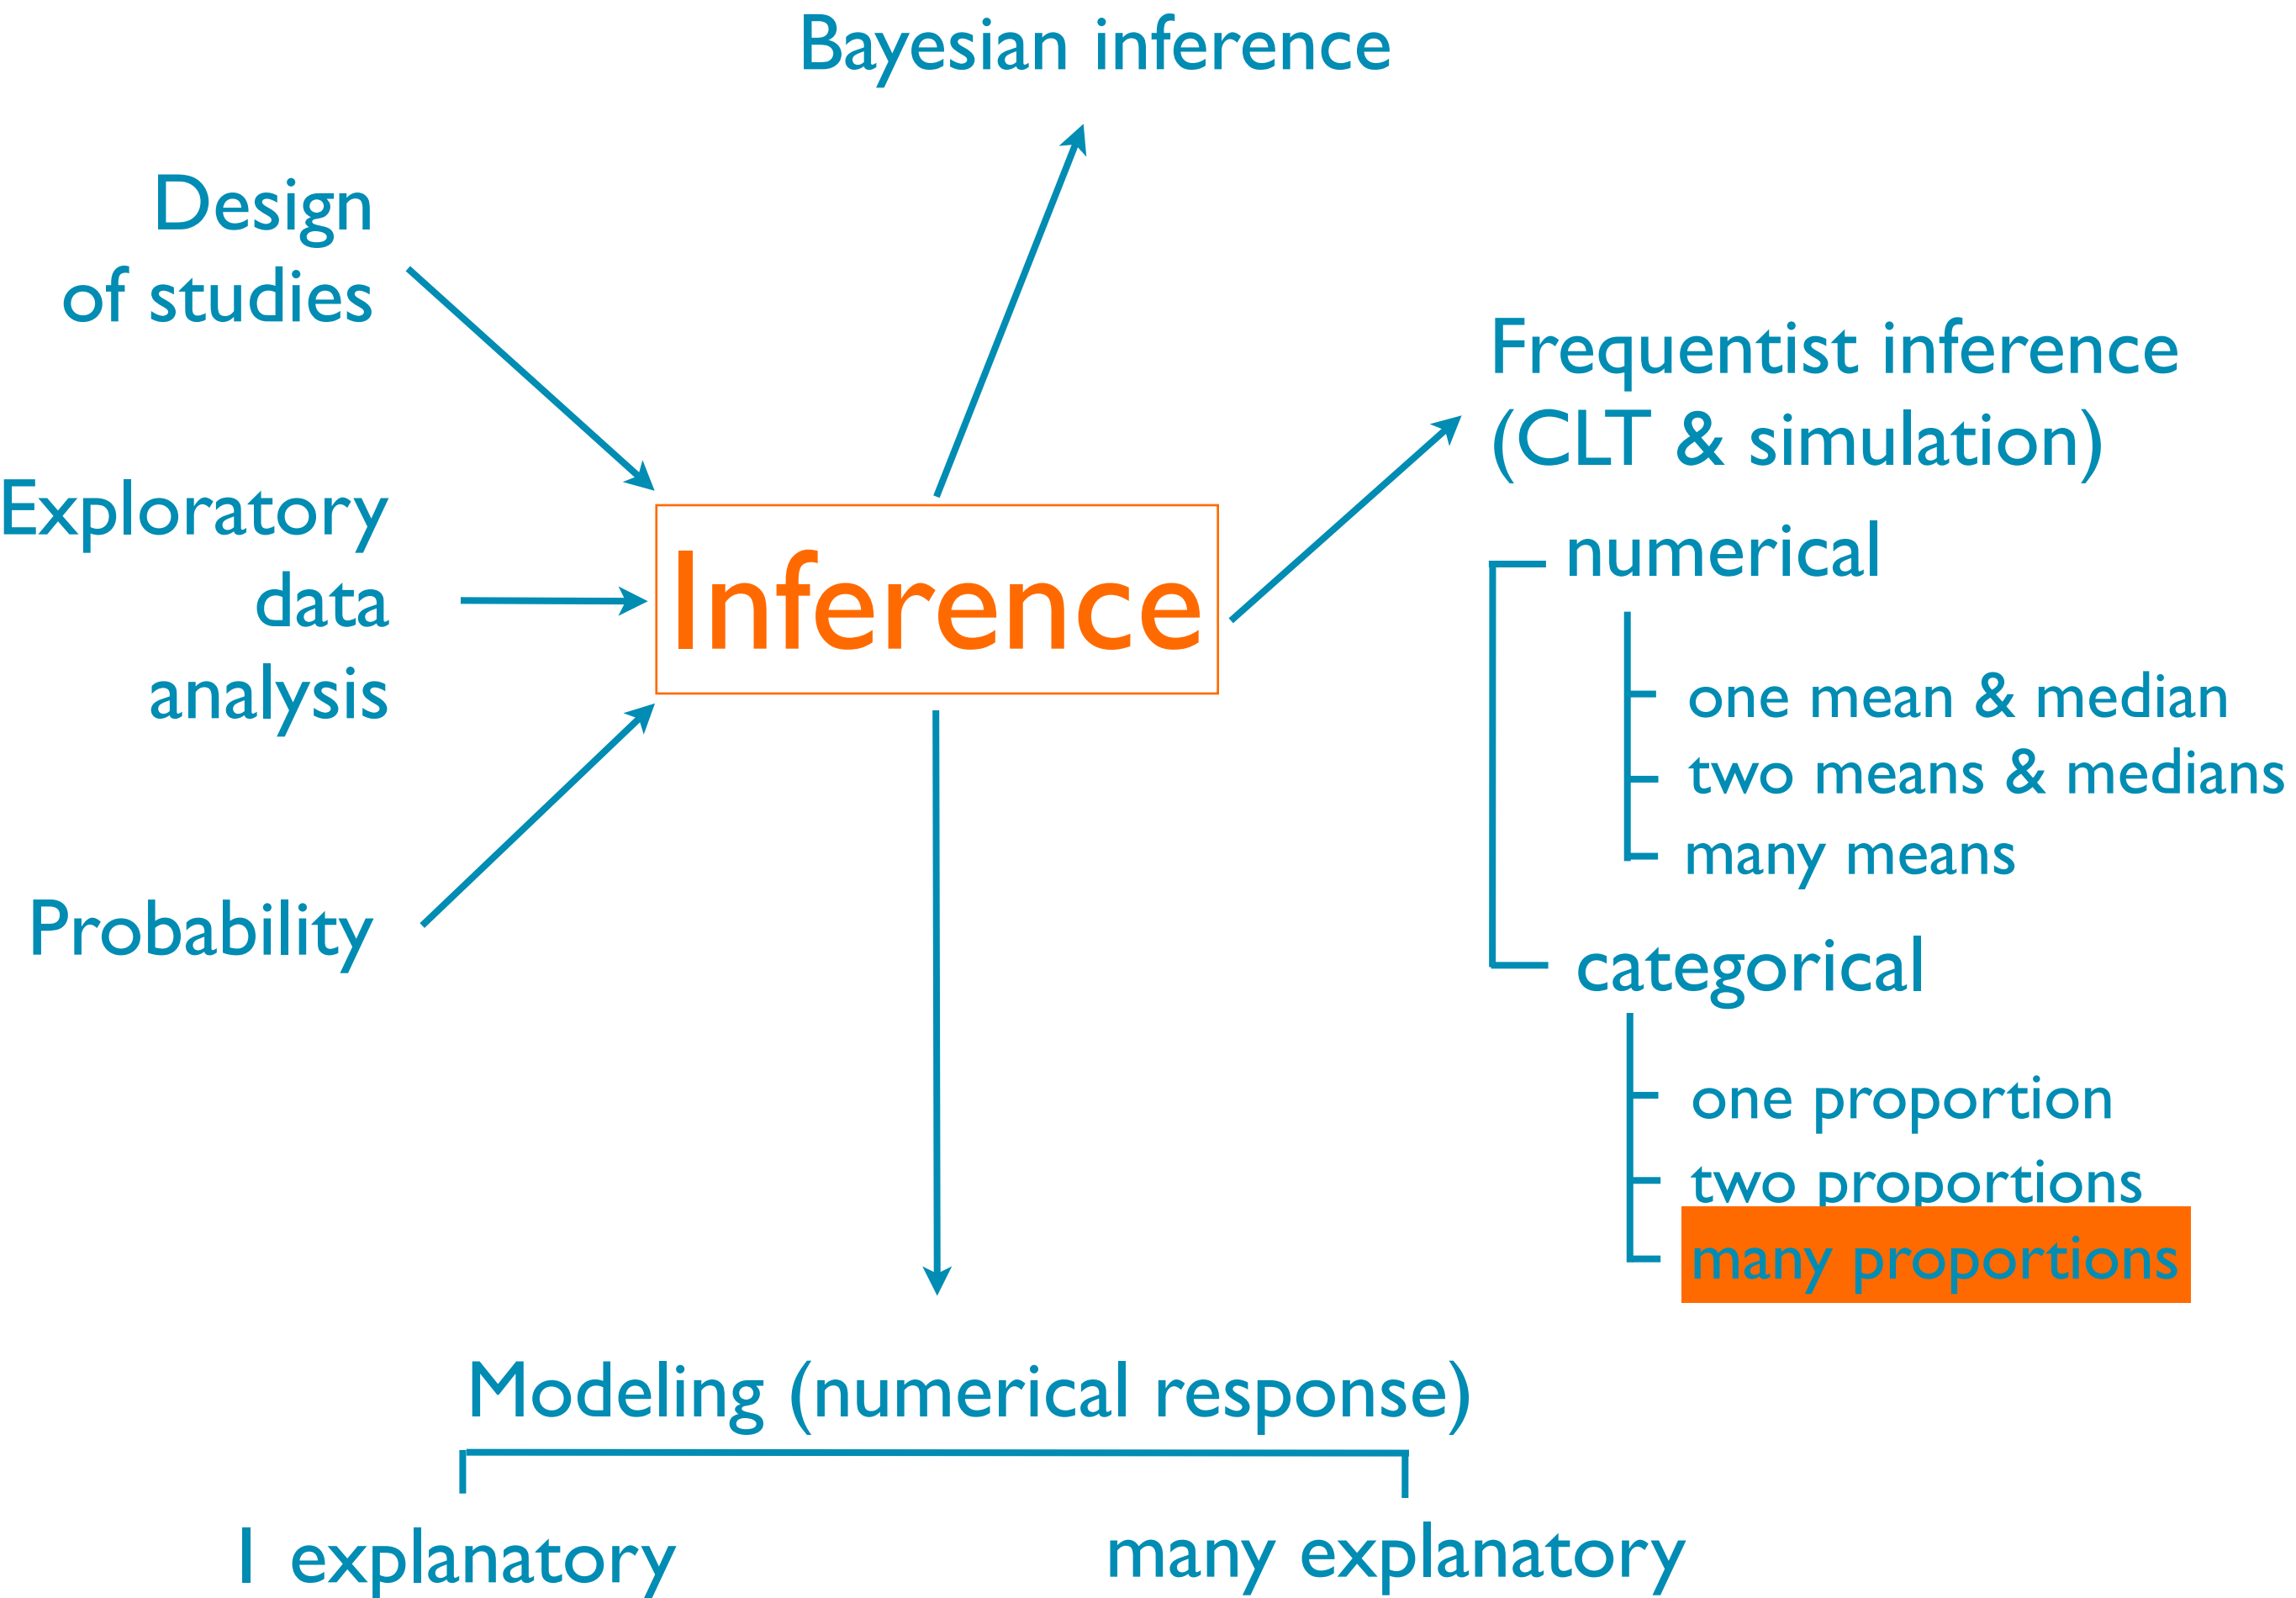 Bayesian inference
Design
of studies
Exploratory
data
analysis
Probability
Inference
Frequentist inference
(CLT & simulation)
numerical
one mean & median
two means & medians
many means
categorical
one proportion
two proportions
many proportions
Modeling (numerical response)
1 explanatory
many explanatory